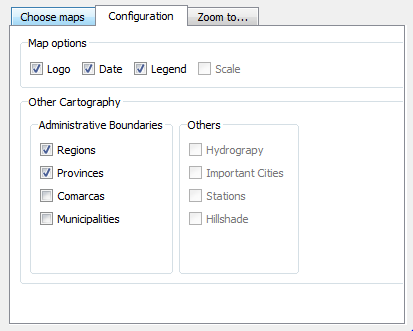 Choose maps Configuration Zoom to...
Map options
Logo Date Legend Scale
Other Cartography
Administrative Boundaries Others
Regions Hydrograpy
Provinces Important Cities
Comarcas Stations
Municipalities Hillshade